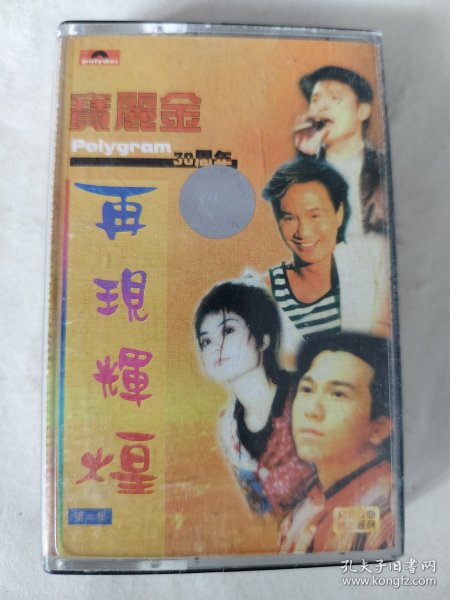 polydor
寶麗金
Polygram
30周年
再現輝煌
孔夫子旧书网
www.kongfz.com